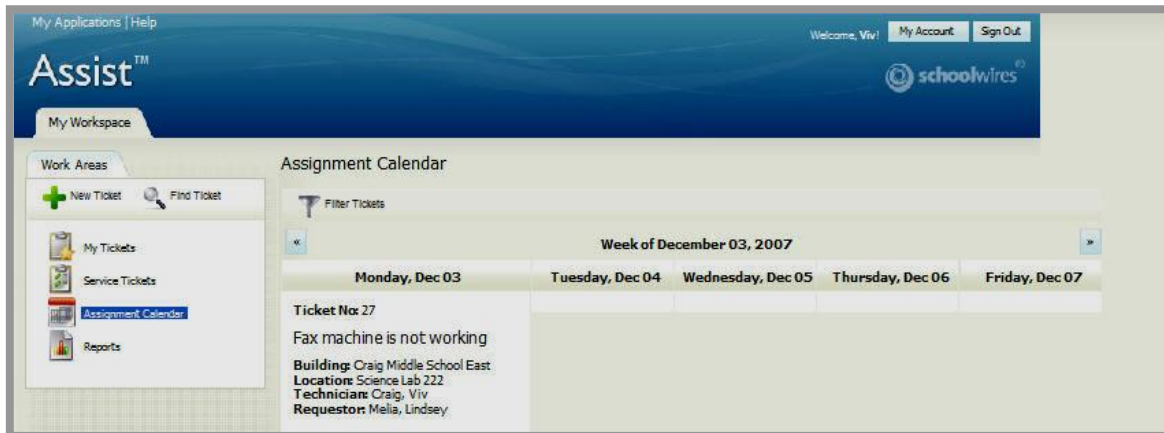 My Applications | Help
Welcome, Viv! My Account Sign Out
Assist™
schoolwires®
My Workspace
Work Areas
New Ticket Find Ticket
My Tickets
Service Tickets
Assignment Calendar
Reports
Assignment Calendar
Filter Tickets
« Week of December 03, 2007 »
Monday, Dec 03 Tuesday, Dec 04 Wednesday, Dec 05 Thursday, Dec 06 Friday, Dec 07
Ticket No: 27
Fax machine is not working
Building: Craig Middle School East
Location: Science Lab 222
Technician: Craig, Viv
Requestor: Melia, Lindsey